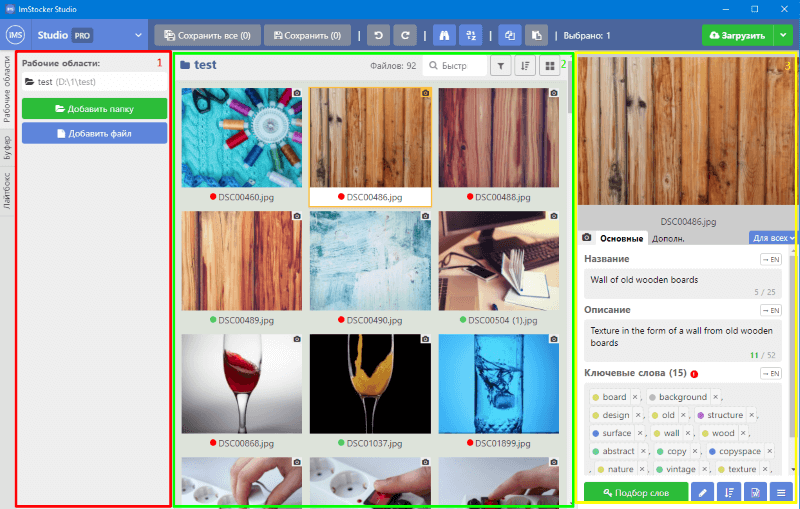 ImStocker Studio
IMS Studio PRO Сохранить все (0) Сохранить (0) Выбрано: 1 Загрузить
Рабочие области
Буфер
Лайтбокс
Рабочие области: 1
test (D:\1\test)
Добавить папку
Добавить файл
test Файлов: 92 Быстр 2
DSC00460.jpg DSC00486.jpg DSC00488.jpg
DSC00489.jpg DSC00490.jpg DSC00504 (1).jpg
DSC00868.jpg DSC01037.jpg DSC01899.jpg
3
DSC00486.jpg
Основные Дополн. Для всех
Название → EN
Wall of old wooden boards
5 / 25
Описание → EN
Texture in the form of a wall from old wooden
boards
11 / 52
Ключевые слова (15) → EN
board ×, background ×,
design ×, old ×, structure ×,
surface ×, wall ×, wood ×,
abstract ×, copy ×, copyspace ×
, nature ×, vintage ×, texture ×,
Подбор слов